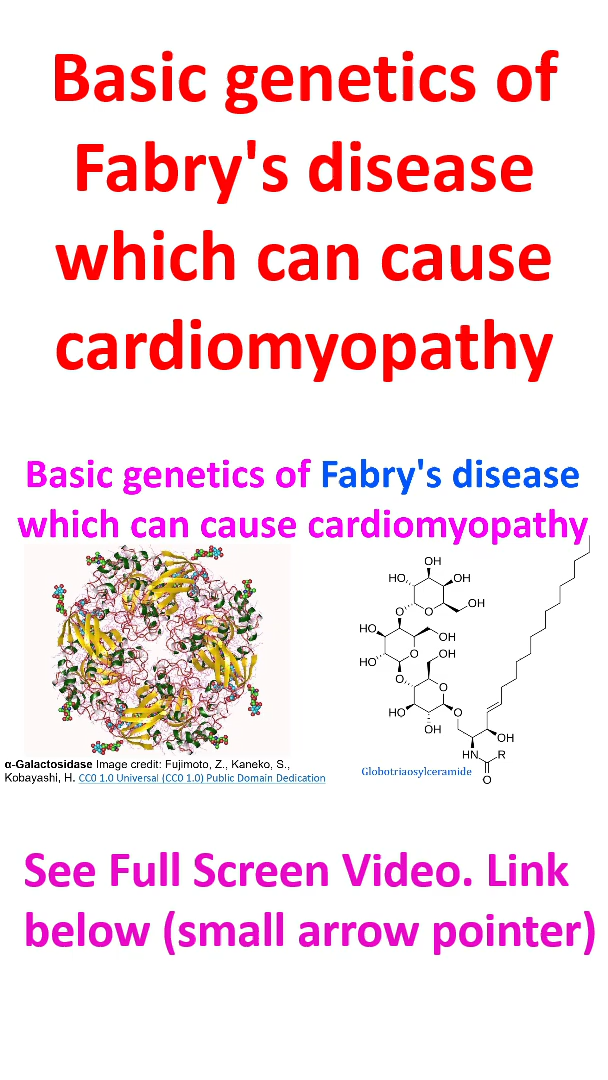 Basic genetics of
Fabry's disease
which can cause
cardiomyopathy
Basic genetics of Fabry's disease
which can cause cardiomyopathy
OH
HO
OH
O
OH
O
HO
OH
HO
O
OH
O
O
HO
O
OH
OH
HN
R
O
α-Galactosidase Image credit: Fujimoto, Z., Kaneko, S.,
Kobayashi, H. CC0 1.0 Universal (CC0 1.0) Public Domain Dedication
Globotriaosylceramide
See Full Screen Video. Link
below (small arrow pointer)